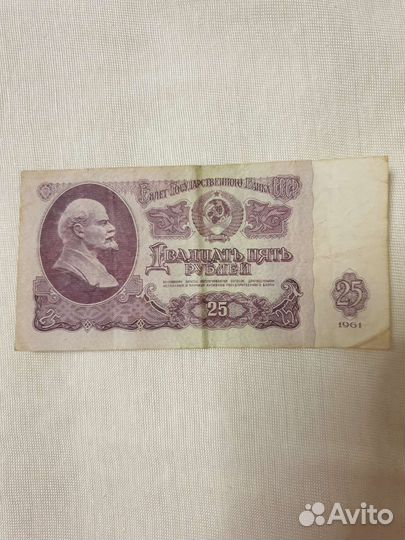 Билет Государственного Банка СССР
Двадцать пять
рублей
25
25
1961
Avito